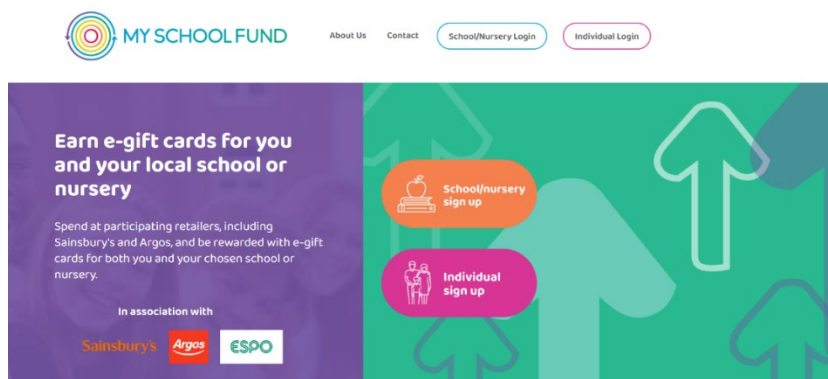 MY SCHOOL FUND
About Us
Contact
School/Nursery Login
Individual Login
Earn e-gift cards for you
and your local school or
nursery
Spend at participating retailers, including
Sainsbury's and Argos, and be rewarded with e-gift
cards for both you and your chosen school or
nursery.
In association with
Sainsbury's
Argos
ESPO
School/nursery
sign up
Individual
sign up